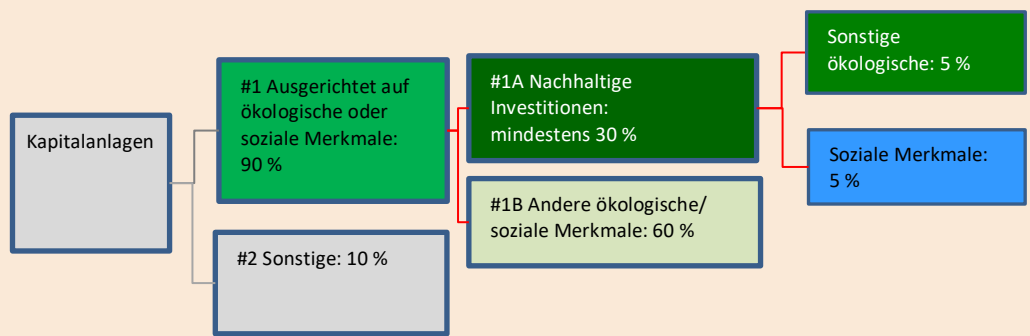 Kapitalanlagen
#1 Ausgerichtet auf
ökologische oder
soziale Merkmale:
90 %
#2 Sonstige: 10 %
#1A Nachhaltige
Investitionen:
mindestens 30 %
#1B Andere ökologische/
soziale Merkmale: 60 %
Sonstige
ökologische: 5 %
Soziale Merkmale:
5 %